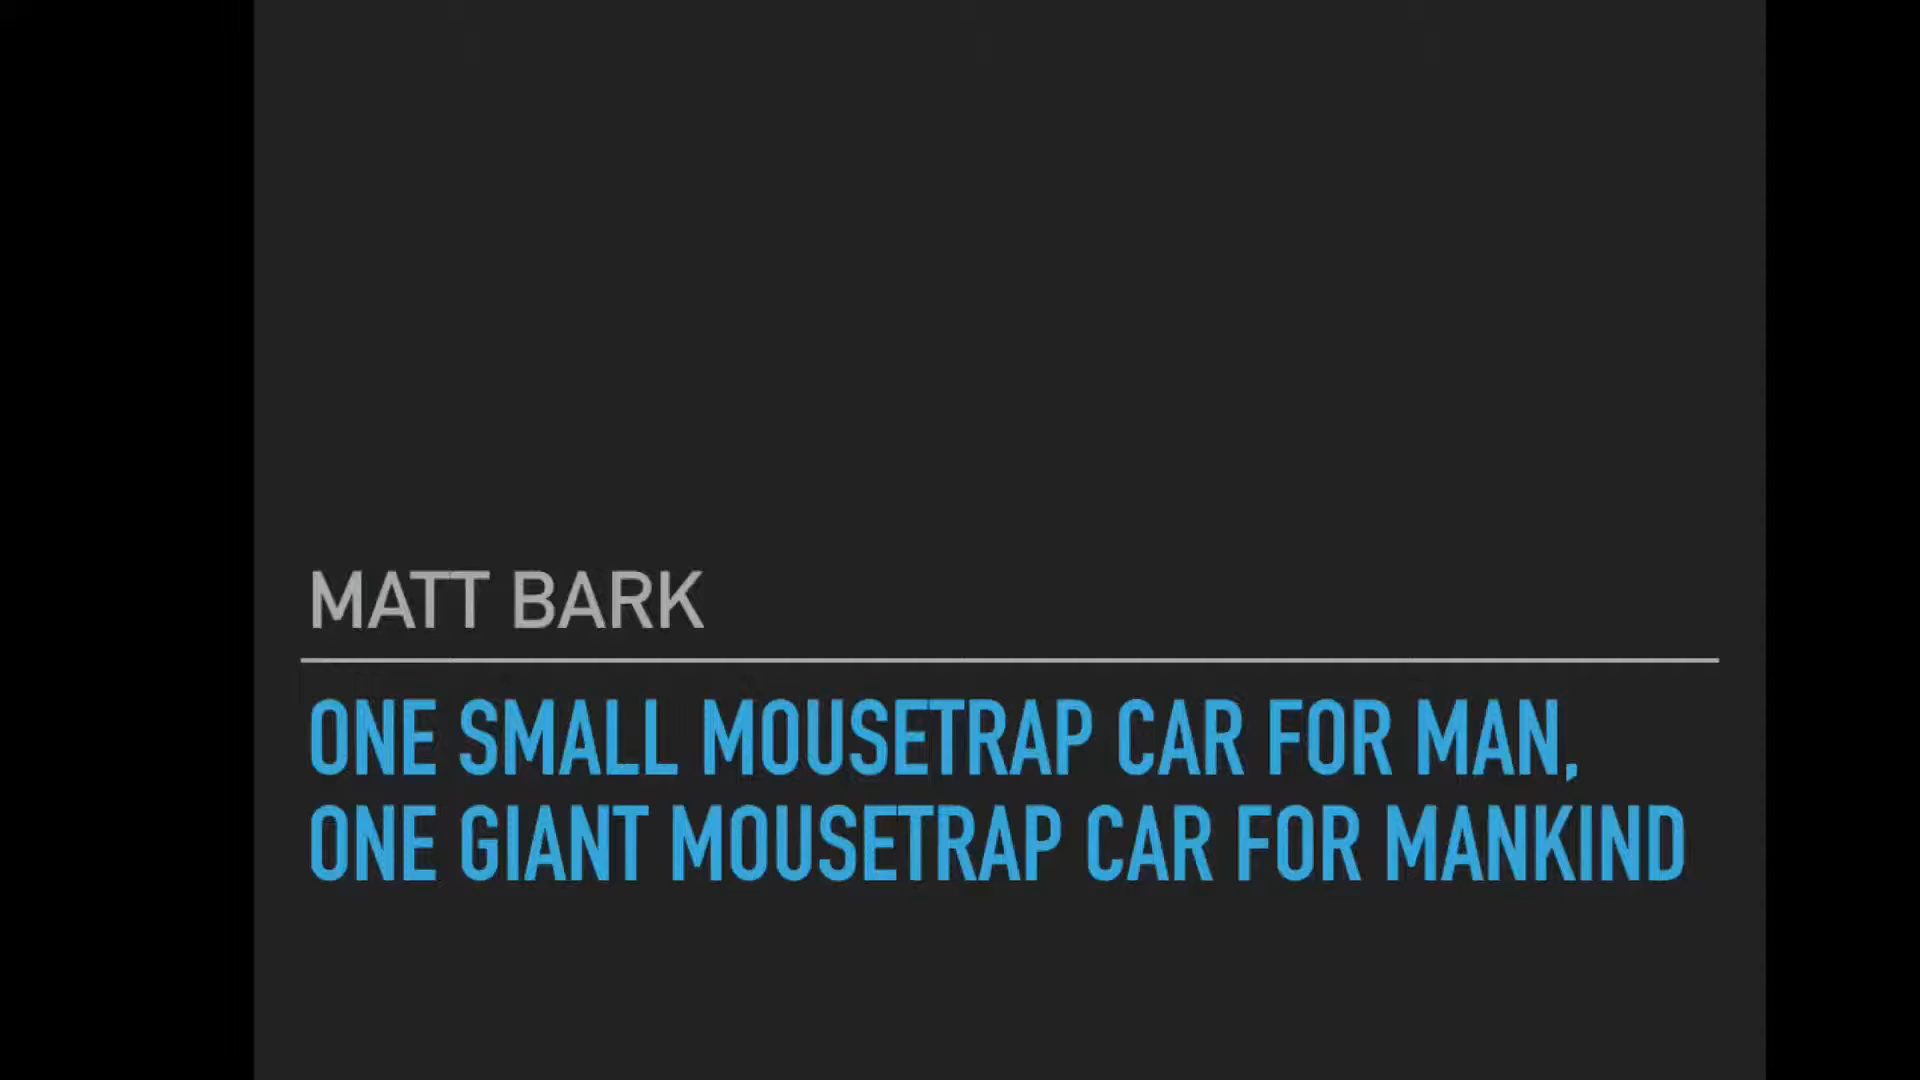 MATT BARK
ONE SMALL MOUSETRAP CAR FOR MAN,
ONE GIANT MOUSETRAP CAR FOR MANKIND